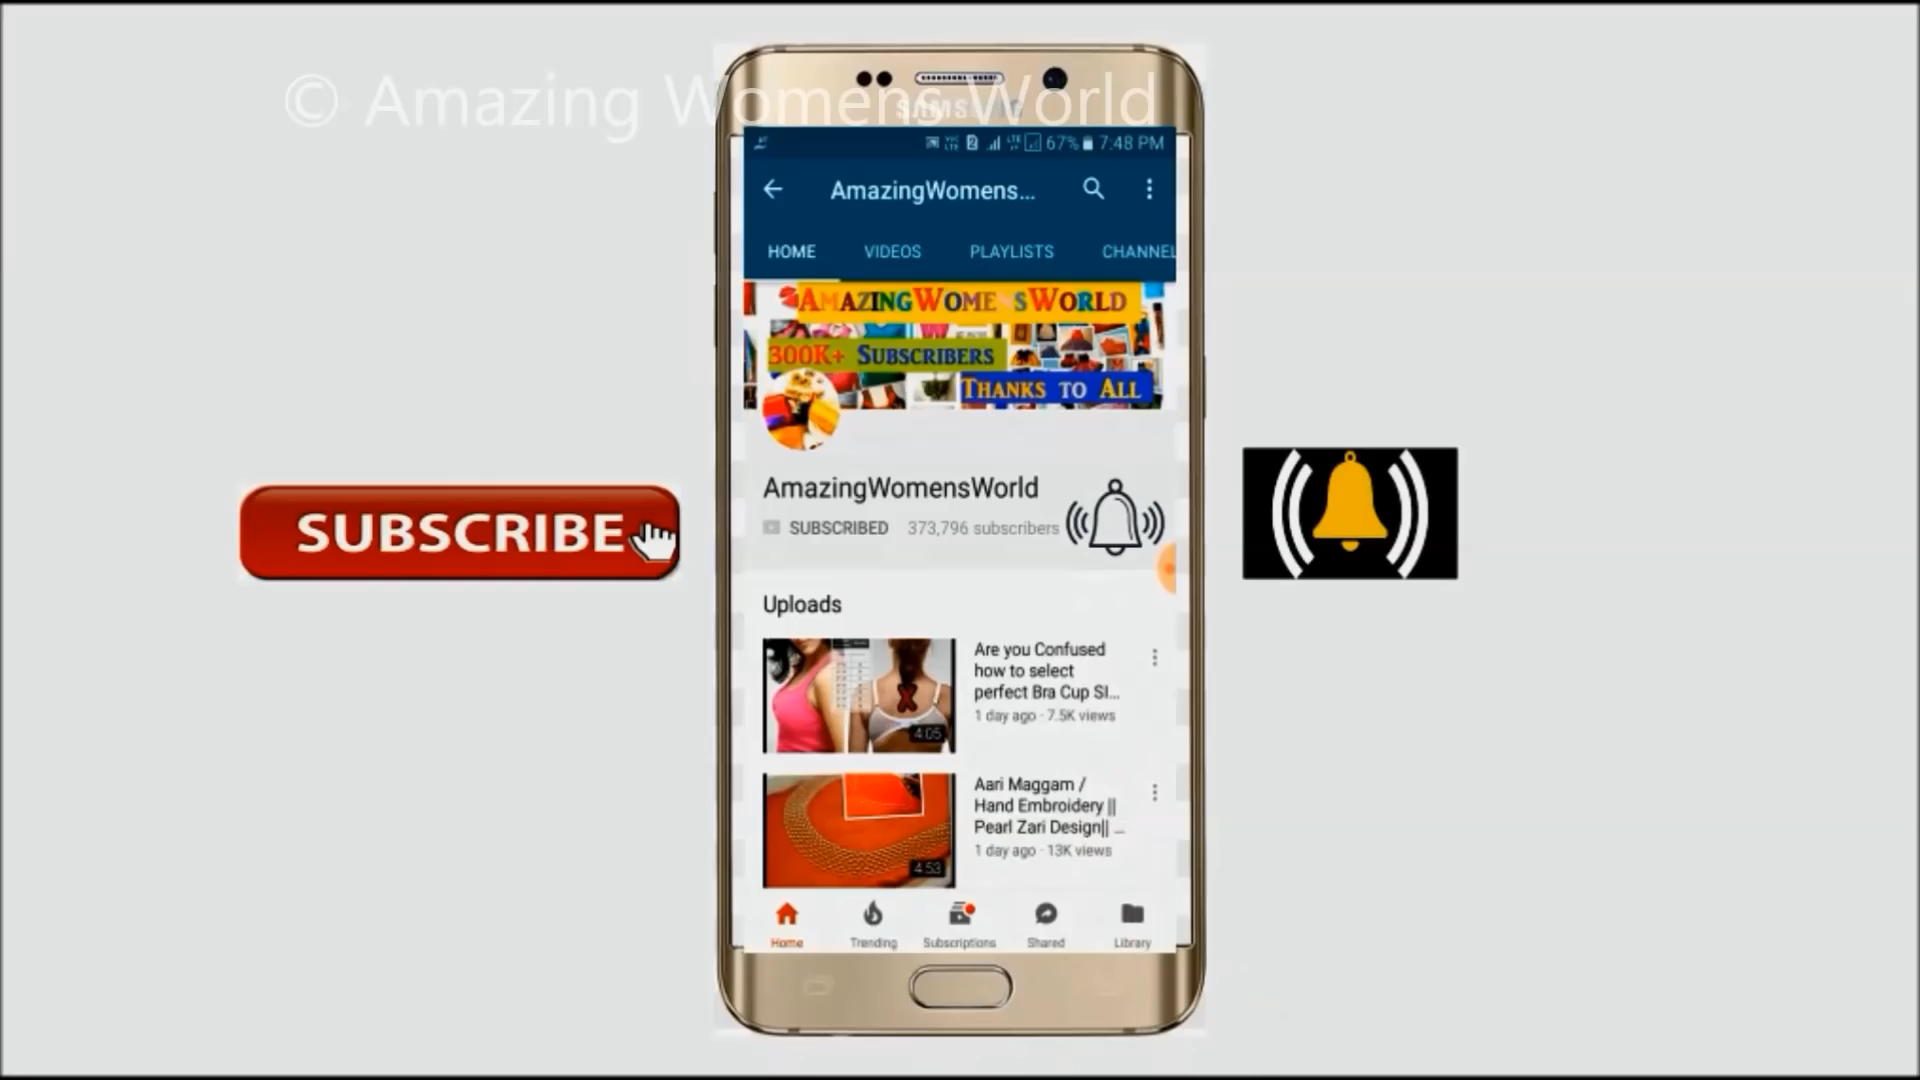 © Amazing Womens World
SAMSUNG
67% 7:48 PM
AmazingWomens...
HOME VIDEOS PLAYLISTS CHANNEL
AMAZINGWOMENSWORLD
300K+ SUBSCRIBERS
THANKS TO ALL
AmazingWomensWorld
SUBSCRIBED 373,796 subscribers
SUBSCRIBE
Uploads
Are you Confused
how to select
perfect Bra Cup SI...
1 day ago · 7.5K views
4:05
Aari Maggam /
Hand Embroidery ||
Pearl Zari Design|| ...
1 day ago · 13K views
4:53
Home Trending Subscriptions Shared Library